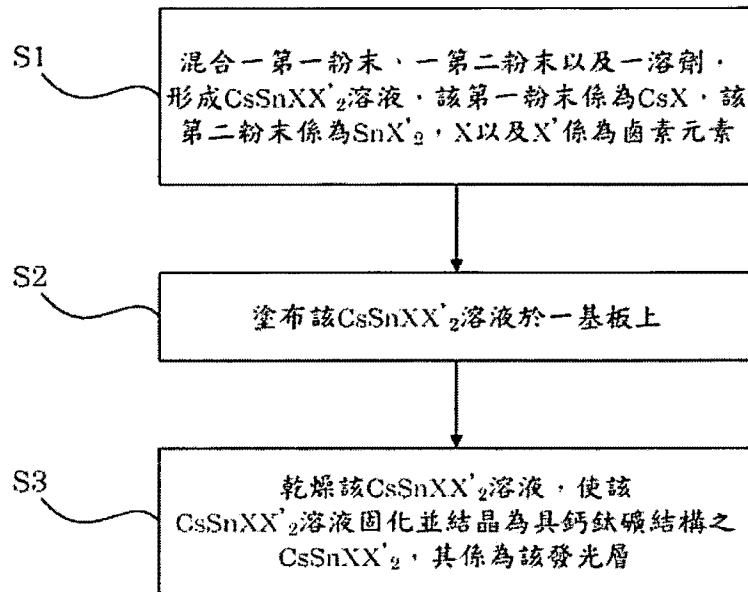 S1
混合一第一粉末、一第二粉末以及一溶劑，
形成CsSnXX'₂溶液，該第一粉末係為CsX，該
第二粉末係為SnX'₂，X以及X'係為鹵素元素
S2
塗布該CsSnXX'₂溶液於一基板上
S3
乾燥該CsSnXX'₂溶液，使該
CsSnXX'₂溶液固化並結晶為具鈣鈦礦結構之
CsSnXX'₂，其係為該發光層